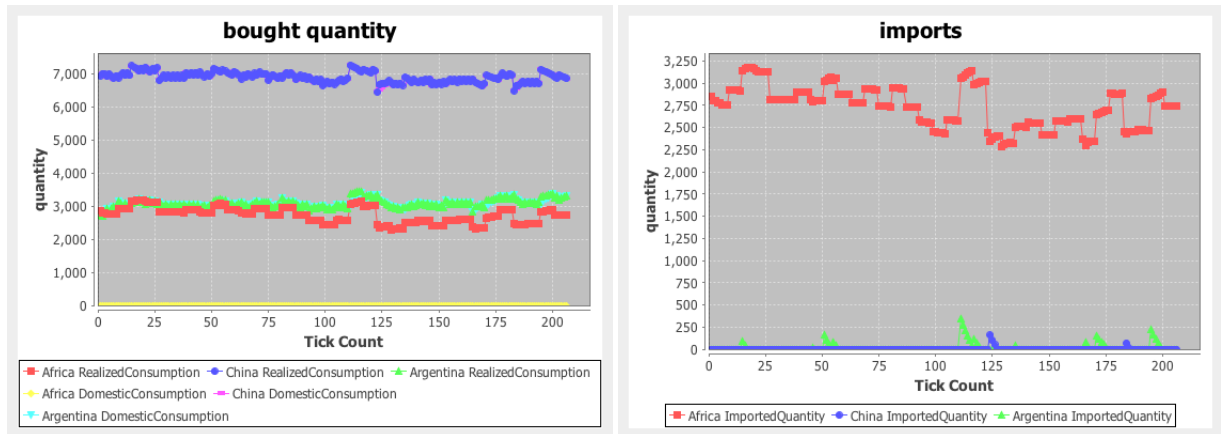 bought quantity
7,000
6,000
5,000
4,000
3,000
2,000
1,000
0
quantity
0 25 50 75 100 125 150 175 200
Tick Count
Africa RealizedConsumption China RealizedConsumption Argentina RealizedConsumption
Africa DomesticConsumption China DomesticConsumption
Argentina DomesticConsumption
imports
3,250
3,000
2,750
2,500
2,250
2,000
1,750
1,500
1,250
1,000
750
500
250
0
quantity
0 25 50 75 100 125 150 175 200
Tick Count
Africa ImportedQuantity China ImportedQuantity Argentina ImportedQuantity